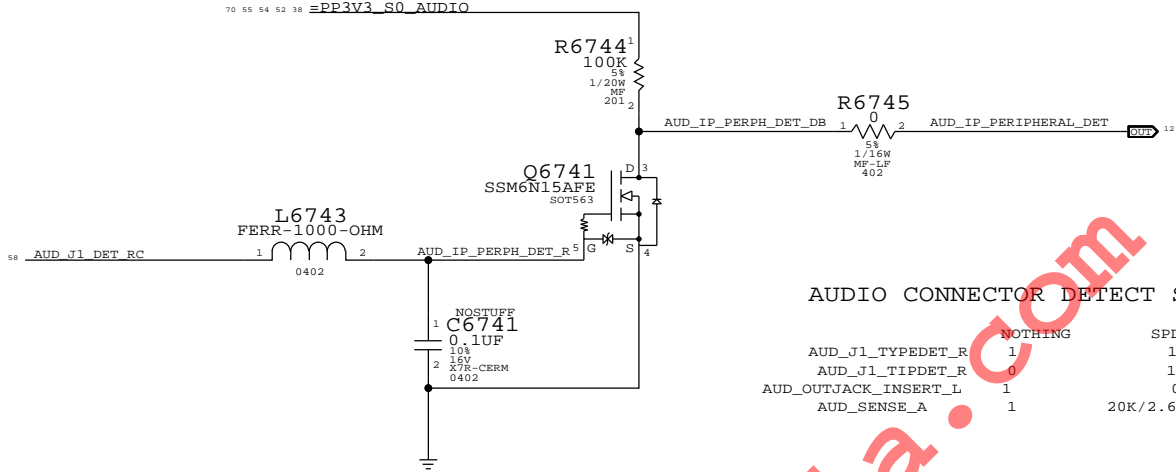 70 55 54 52 38 =PP3V3_S0_AUDIO
R6744 1
100K
5%
1/20W
MF
201 2
R6745
0
AUD_IP_PERPH_DET_DB 1 2 AUD_IP_PERIPHERAL_DET OUT 12
5%
1/16W
MF-LF
402
Q6741 D 3
SSM6N15AFE
SOT563
L6743
FERR-1000-OHM
58 AUD_J1_DET_RC 1 2 AUD_IP_PERPH_DET_R 5 G S 4
0402
NOSTUFF
1 C6741
0.1UF
10%
16V
2 X7R-CERM
0402
AUDIO CONNECTOR DETECT S
NOTHING SPD
AUD_J1_TYPEDET_R 1 1
AUD_J1_TIPDET_R 0 1
AUD_OUTJACK_INSERT_L 1 0
AUD_SENSE_A 1 20K/2.6
a.com